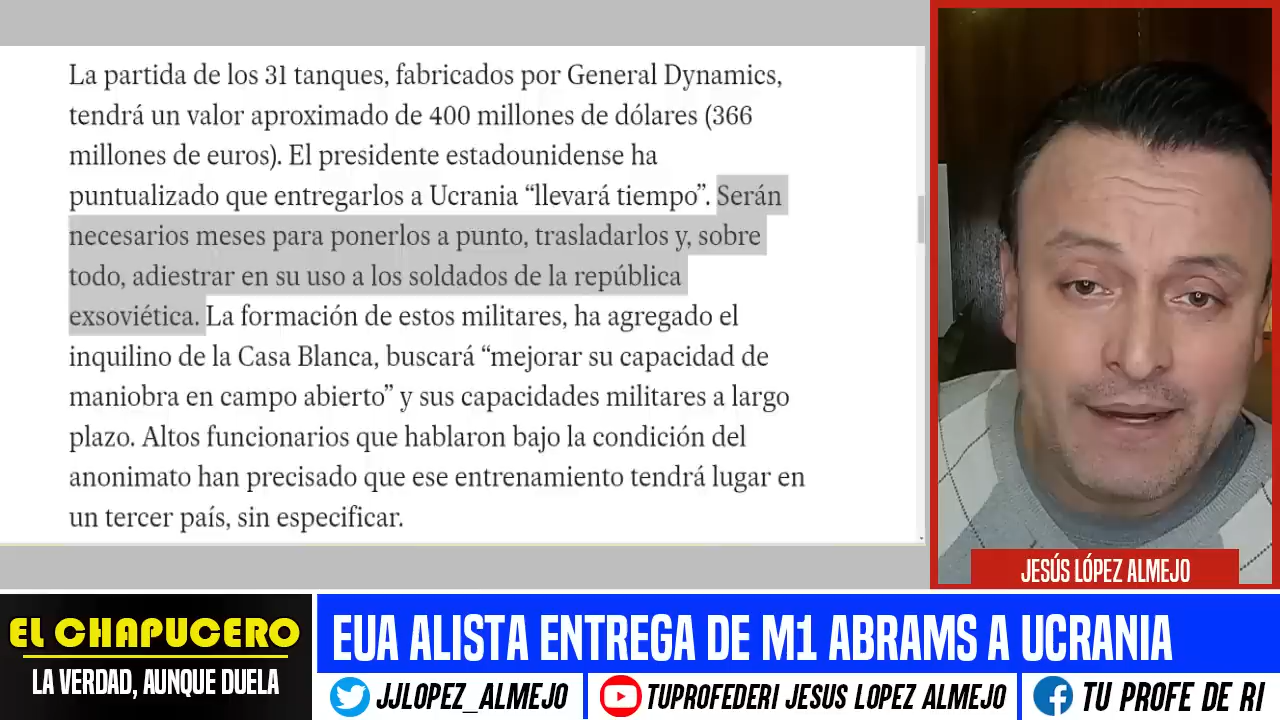 La partida de los 31 tanques, fabricados por General Dynamics,
tendrá un valor aproximado de 400 millones de dólares (366
millones de euros). El presidente estadounidense ha
puntualizado que entregarlos a Ucrania “llevará tiempo”. Serán
necesarios meses para ponerlos a punto, trasladarlos y, sobre
todo, adiestrar en su uso a los soldados de la república
exsoviética. La formación de estos militares, ha agregado el
inquilino de la Casa Blanca, buscará “mejorar su capacidad de
maniobra en campo abierto” y sus capacidades militares a largo
plazo. Altos funcionarios que hablaron bajo la condición del
anonimato han precisado que ese entrenamiento tendrá lugar en
un tercer país, sin especificar.
JESÚS LÓPEZ ALMEJO
EL CHAPUCERO
LA VERDAD, AUNQUE DUELA
EUA ALISTA ENTREGA DE M1 ABRAMS A UCRANIA
JJLOPEZ_ALMEJO
TUPROFEDERI JESUS LOPEZ ALMEJO
TU PROFE DE RI